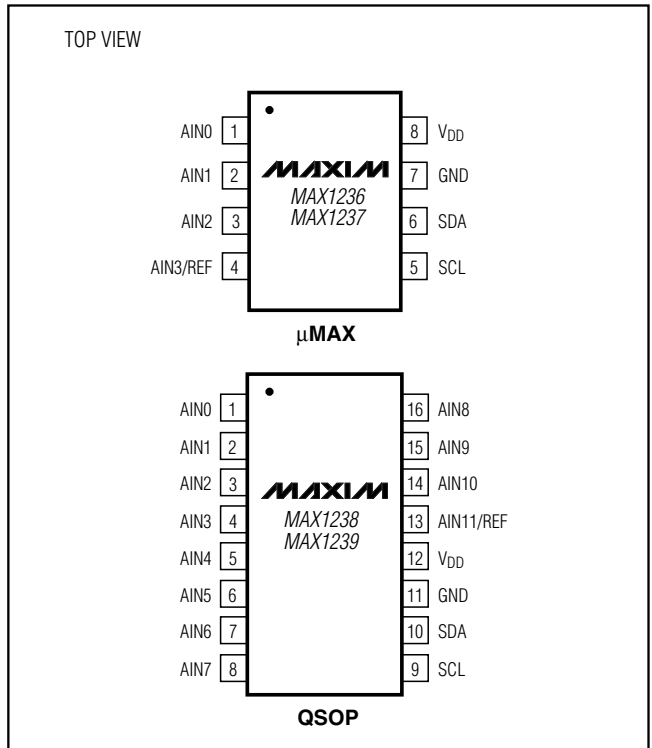 TOP VIEW
AIN0 1 8 VDD
AIN1 2 MAXIM 7 GND
MAX1236
AIN2 3 MAX1237 6 SDA
AIN3/REF 4 5 SCL
µMAX
AIN0 1 16 AIN8
AIN1 2 15 AIN9
AIN2 3 MAXIM 14 AIN10
AIN3 4 MAX1238 13 AIN11/REF
MAX1239
AIN4 5 12 VDD
AIN5 6 11 GND
AIN6 7 10 SDA
AIN7 8 9 SCL
QSOP